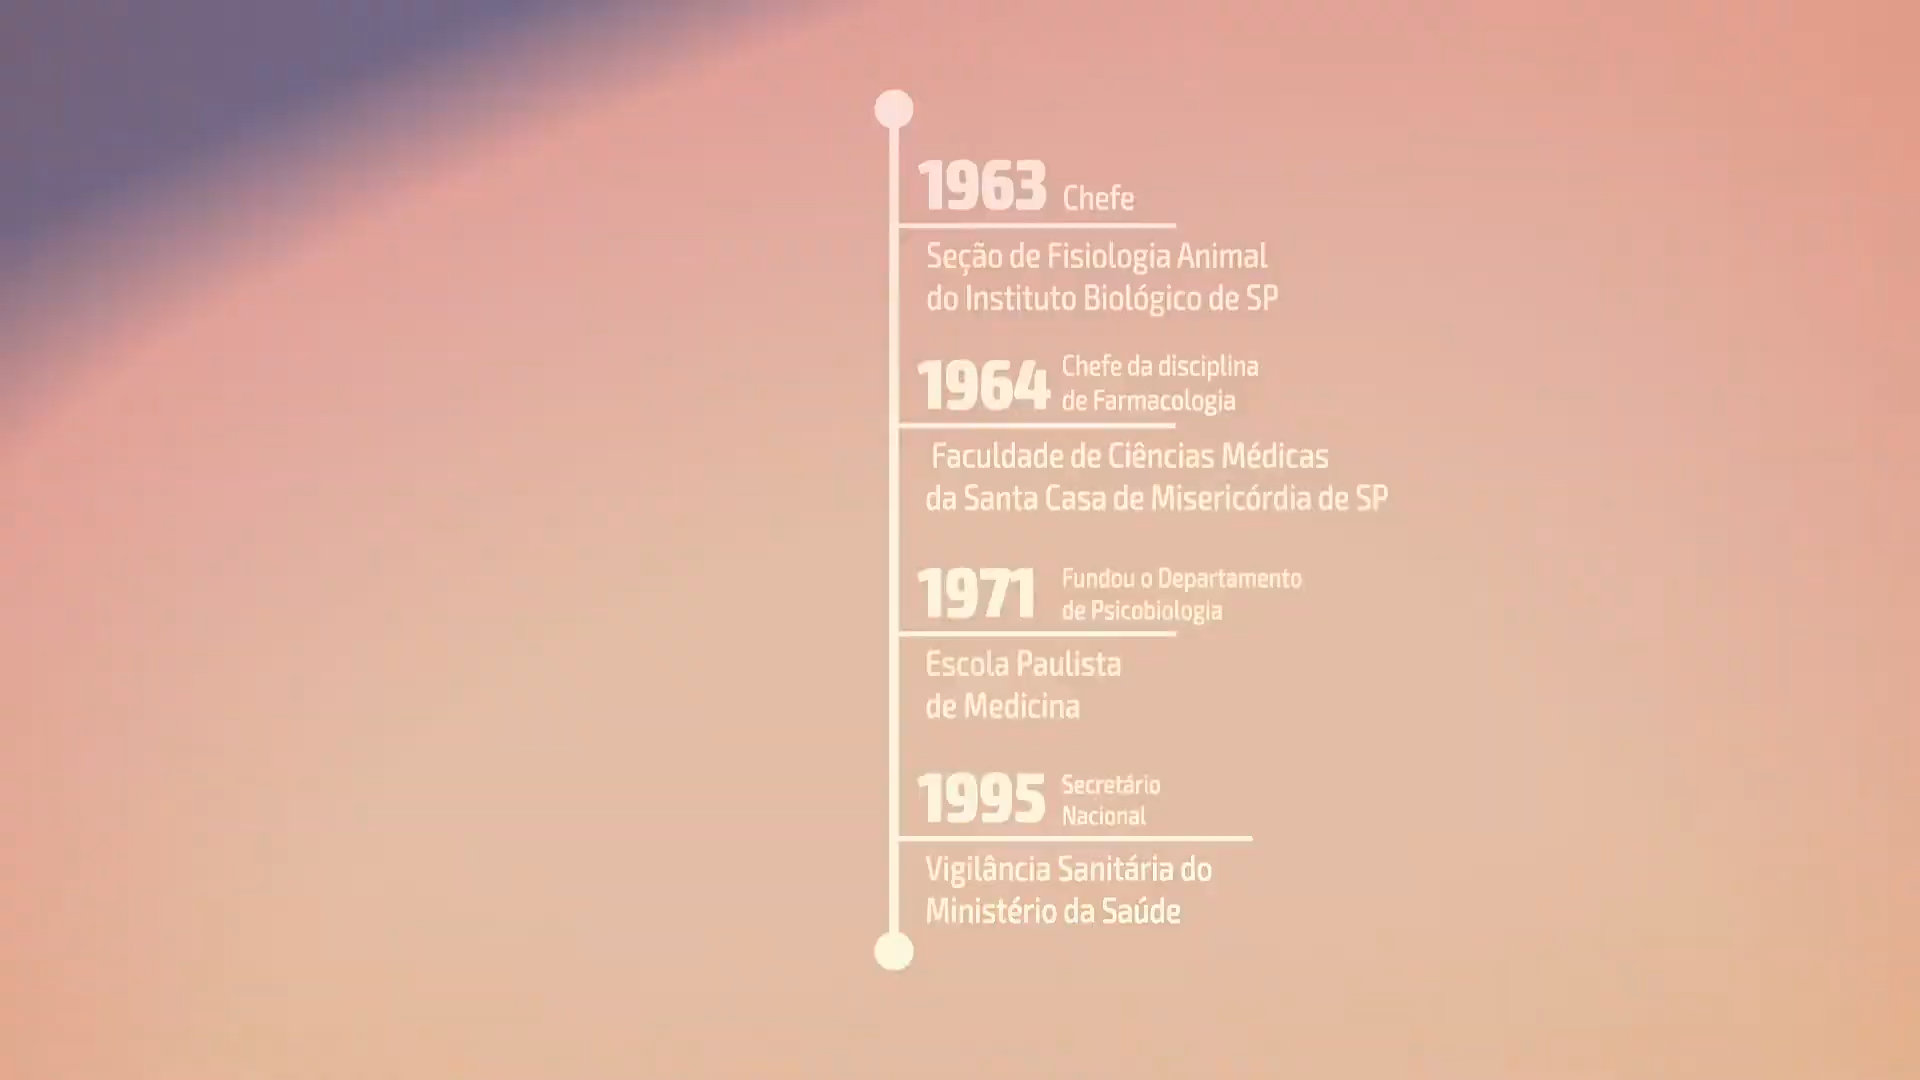 1963 Chefe
Seção de Fisiologia Animal
do Instituto Biológico de SP
1964 Chefe da disciplina
de Farmacologia
Faculdade de Ciências Médicas
da Santa Casa de Misericórdia de SP
1971 Fundou o Departamento
de Psicobiologia
Escola Paulista
de Medicina
1995 Secretário
Nacional
Vigilância Sanitária do
Ministério da Saúde